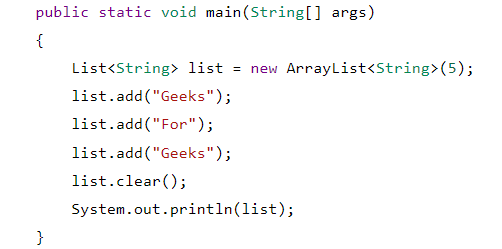 public static void main(String[] args)
{
List<String> list = new ArrayList<String>(5);
list.add("Geeks");
list.add("For");
list.add("Geeks");
list.clear();
System.out.println(list);
}